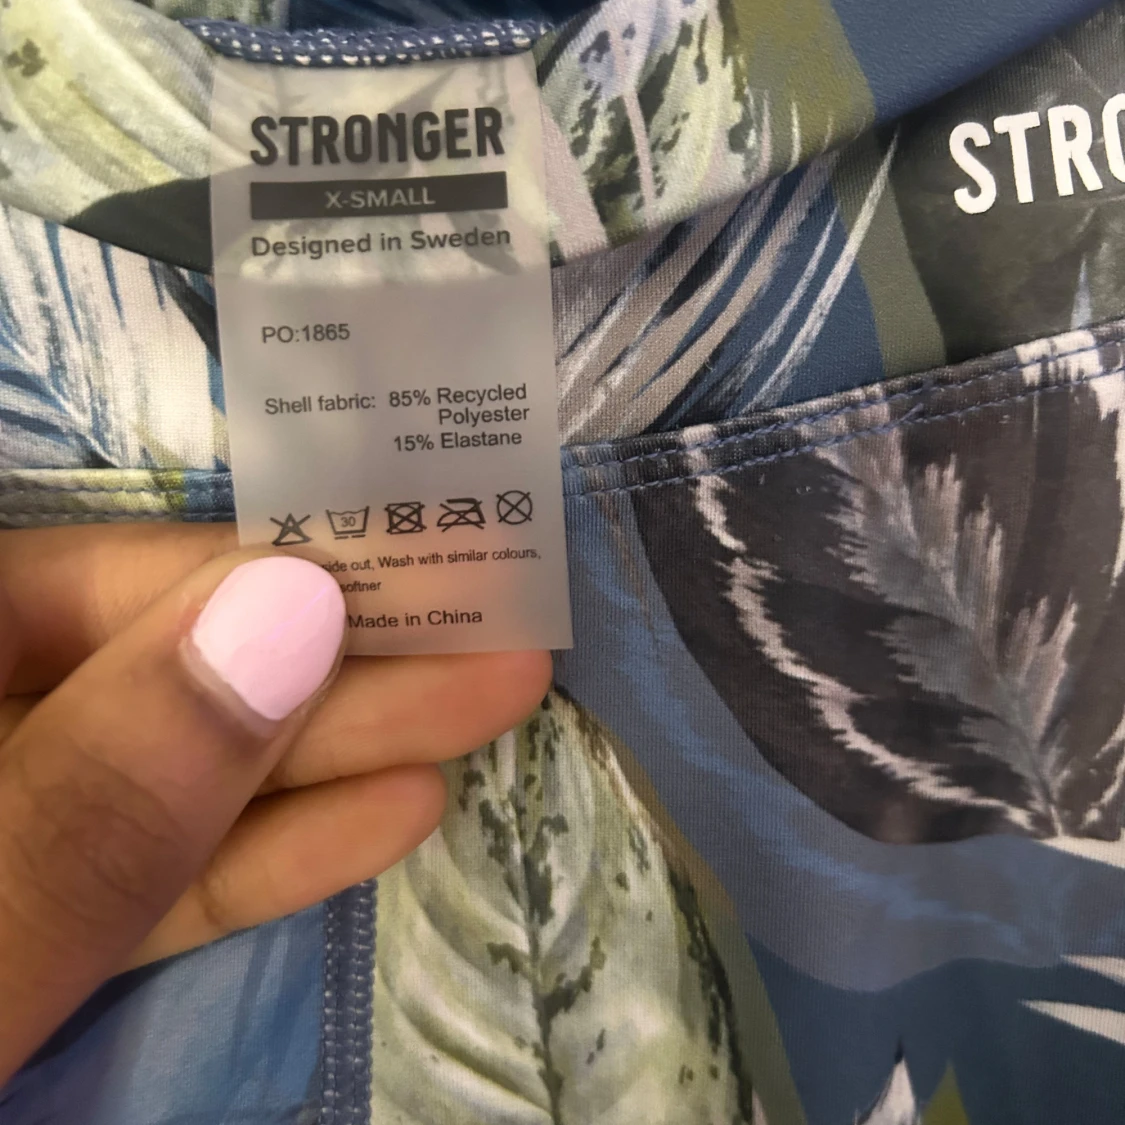 STRONGER
X-SMALL
Designed in Sweden
PO:1865
Shell fabric: 85% Recycled
Polyester
15% Elastane
30
out, Wash with similar colours,
softner
Made in China
STRO